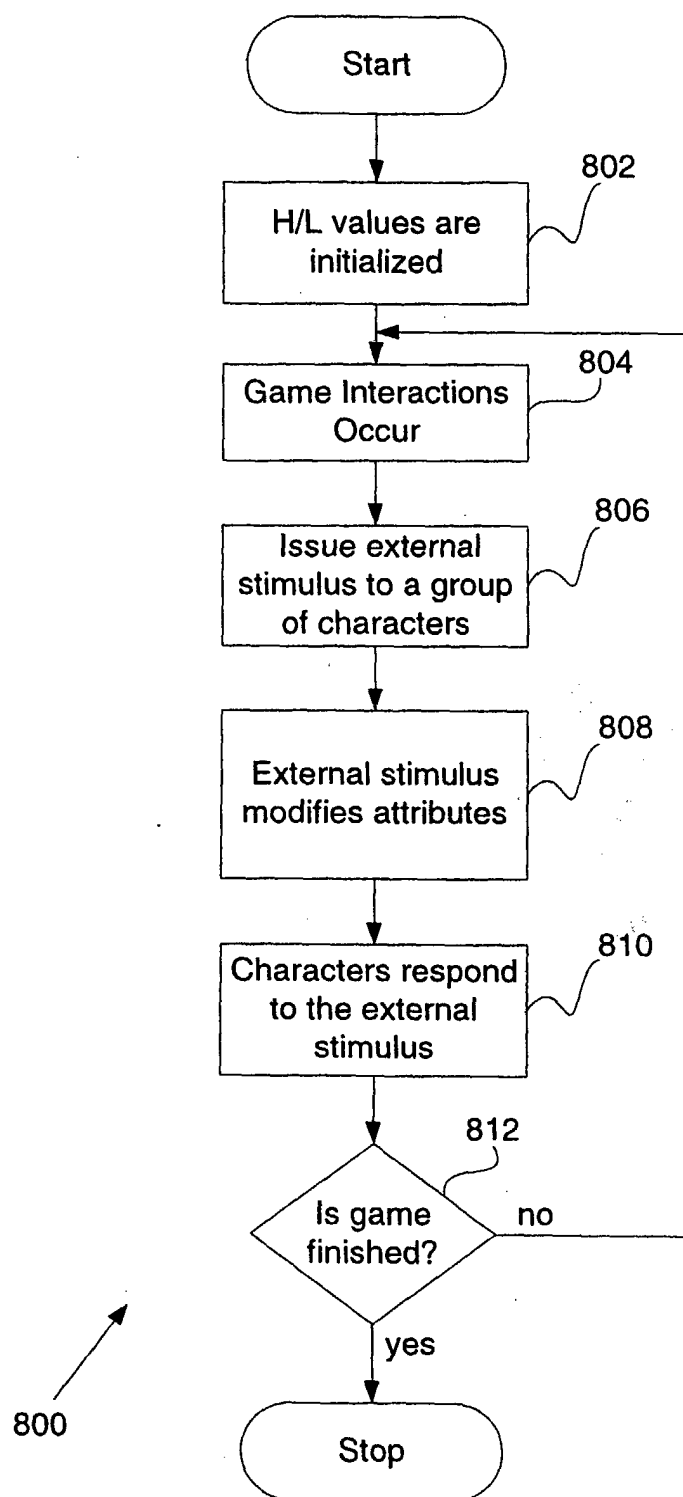 Start
802
H/L values are
initialized
804
Game Interactions
Occur
806
Issue external
stimulus to a group
of characters
808
External stimulus
modifies attributes
810
Characters respond
to the external
stimulus
812
Is game
finished?
no
yes
800
Stop